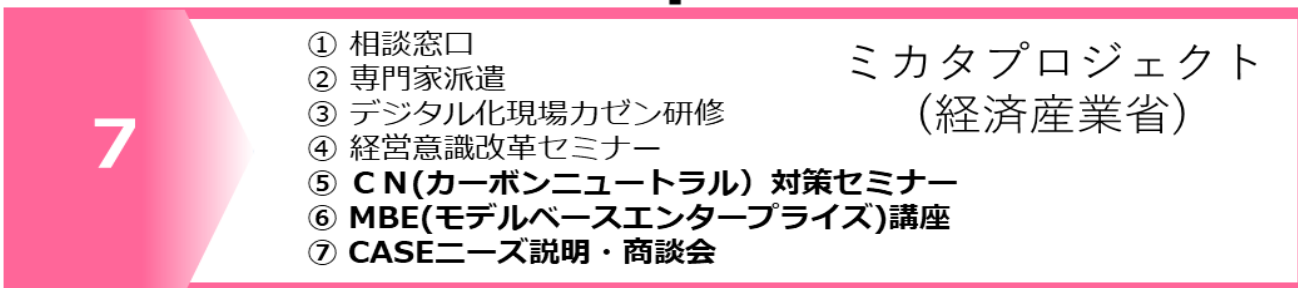 7
① 相談窓口
② 専門家派遣
③ デジタル化現場カゼン研修
④ 経営意識改革セミナー
⑤ ＣＮ(カーボンニュートラル）対策セミナー
⑥ MBE(モデルベースエンタープライズ)講座
⑦ CASEニーズ説明・商談会
ミカタプロジェクト
(経済産業省)